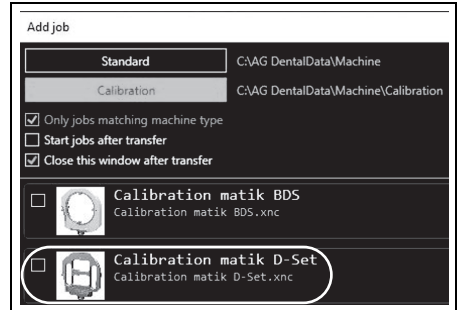 Add job
Standard C:\AG DentalData\Machine
Calibration C:\AG DentalData\Machine\Calibration
Only jobs matching machine type
Start jobs after transfer
Close this window after transfer
Calibration matik BDS
Calibration matik BDS.xnc
Calibration matik D-Set
Calibration matik D-Set.xnc